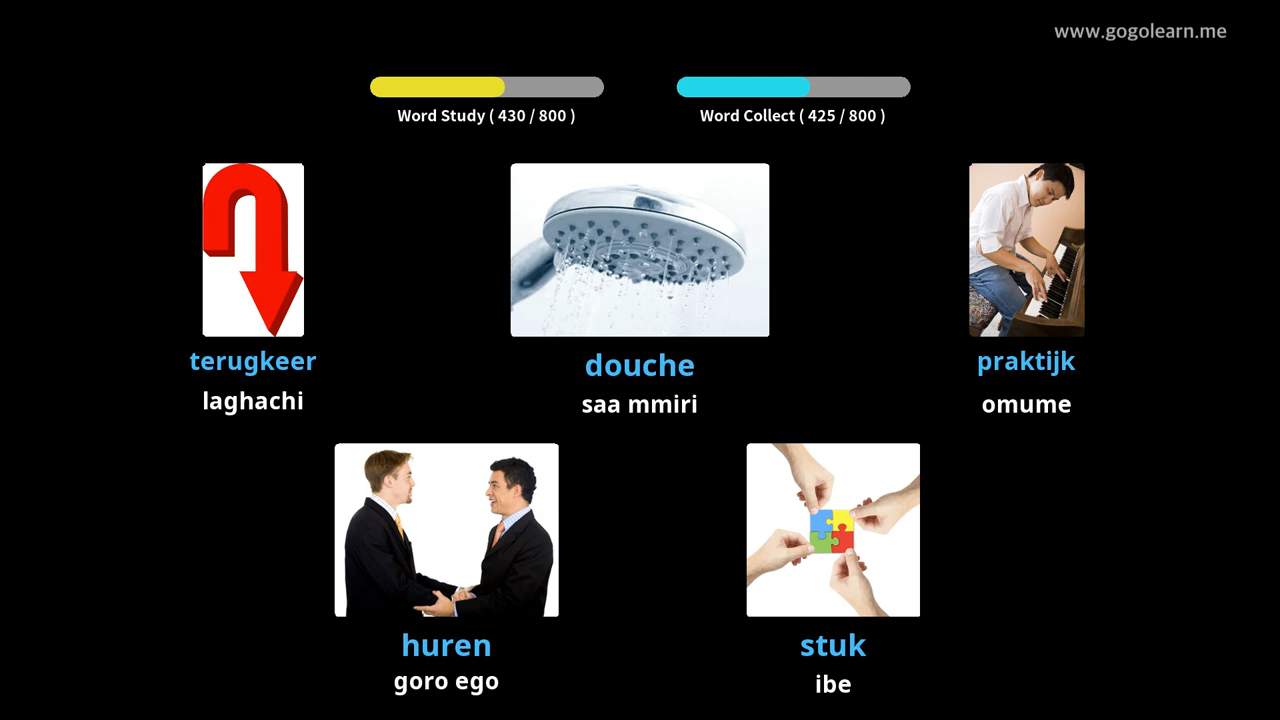 www.gogolearn.me
Word Study ( 430 / 800 )
Word Collect ( 425 / 800 )
terugkeer
laghachi
douche
saa mmiri
praktijk
omume
huren
goro ego
stuk
ibe